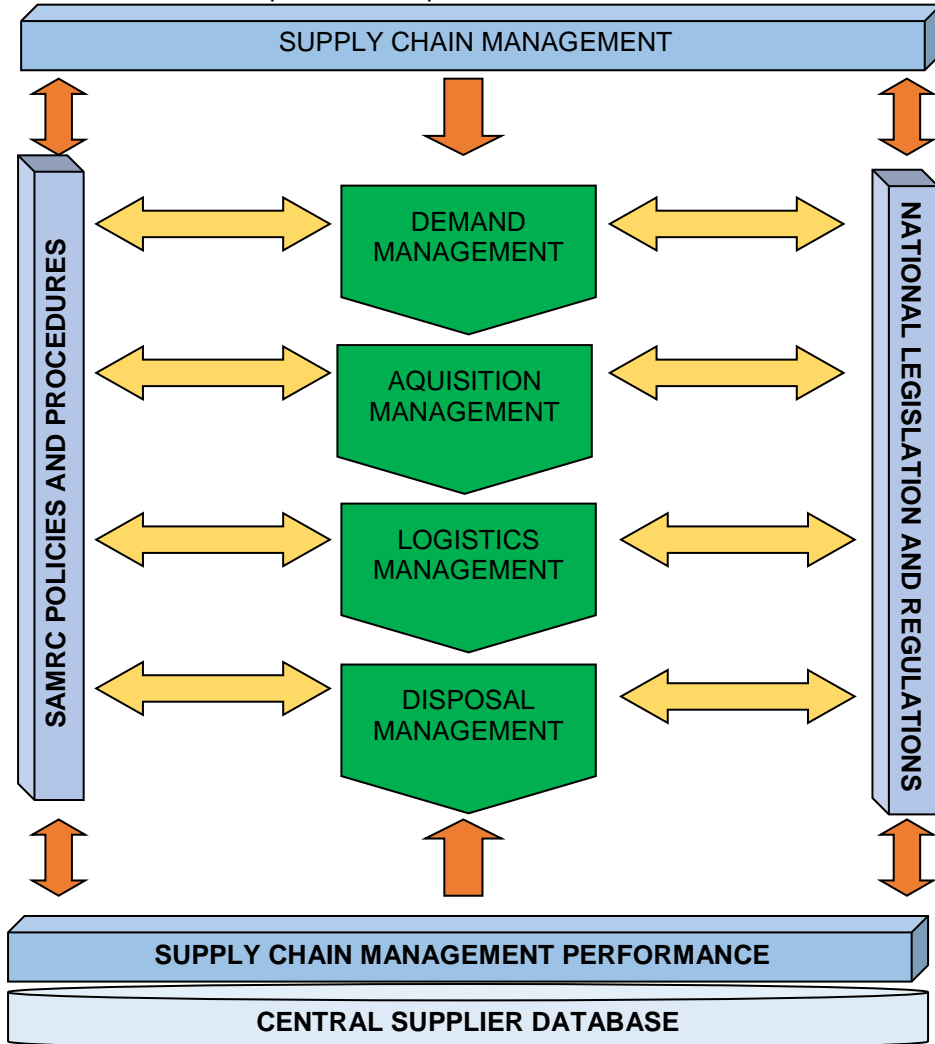 SUPPLY CHAIN MANAGEMENT
SAMRC POLICIES AND PROCEDURES
DEMAND
MANAGEMENT
AQUISITION
MANAGEMENT
LOGISTICS
MANAGEMENT
DISPOSAL
MANAGEMENT
NATIONAL LEGISLATION AND REGULATIONS
SUPPLY CHAIN MANAGEMENT PERFORMANCE
CENTRAL SUPPLIER DATABASE